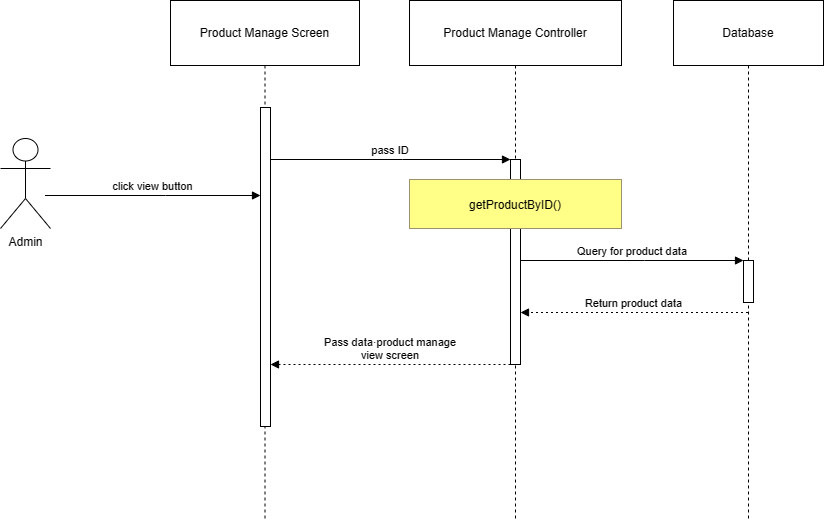 Product Manage Screen
Product Manage Controller
Database
pass ID
click view button
getProductByID()
Admin
Query for product data
Return product data
Pass data·product manage
view screen